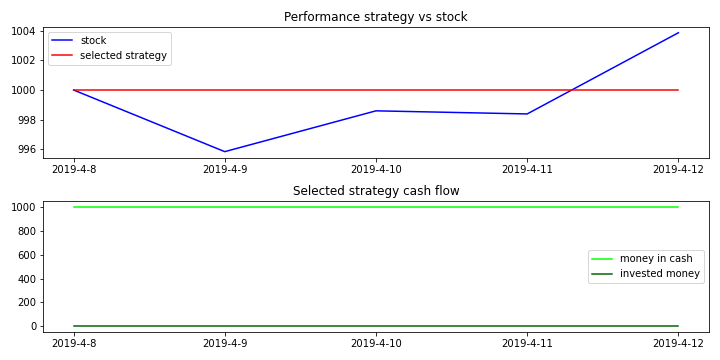 Performance strategy vs stock
stock
selected strategy
1004
1002
1000
998
996
2019-4-8 2019-4-9 2019-4-10 2019-4-11 2019-4-12
Selected strategy cash flow
1000
800
600
400
200
0
money in cash
invested money
2019-4-8 2019-4-9 2019-4-10 2019-4-11 2019-4-12